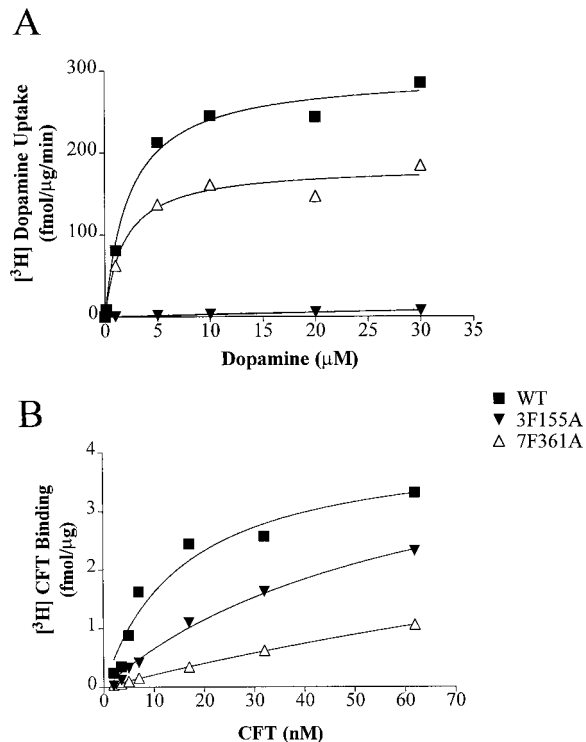 A
[³H] Dopamine Uptake
(fmol/μg/min)
300
200
100
0
0 5 10 15 20 25 30 35
Dopamine (μM)
WT
3F155A
7F361A
B
[³H] CFT Binding
(fmol/μg)
4
3
2
1
0
0 10 20 30 40 50 60 70
CFT (nM)